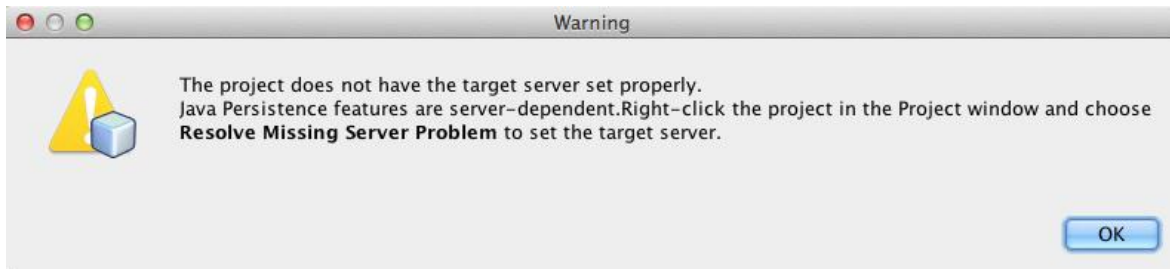 Warning
The project does not have the target server set properly.
Java Persistence features are server-dependent.Right-click the project in the Project window and choose
Resolve Missing Server Problem to set the target server.
OK